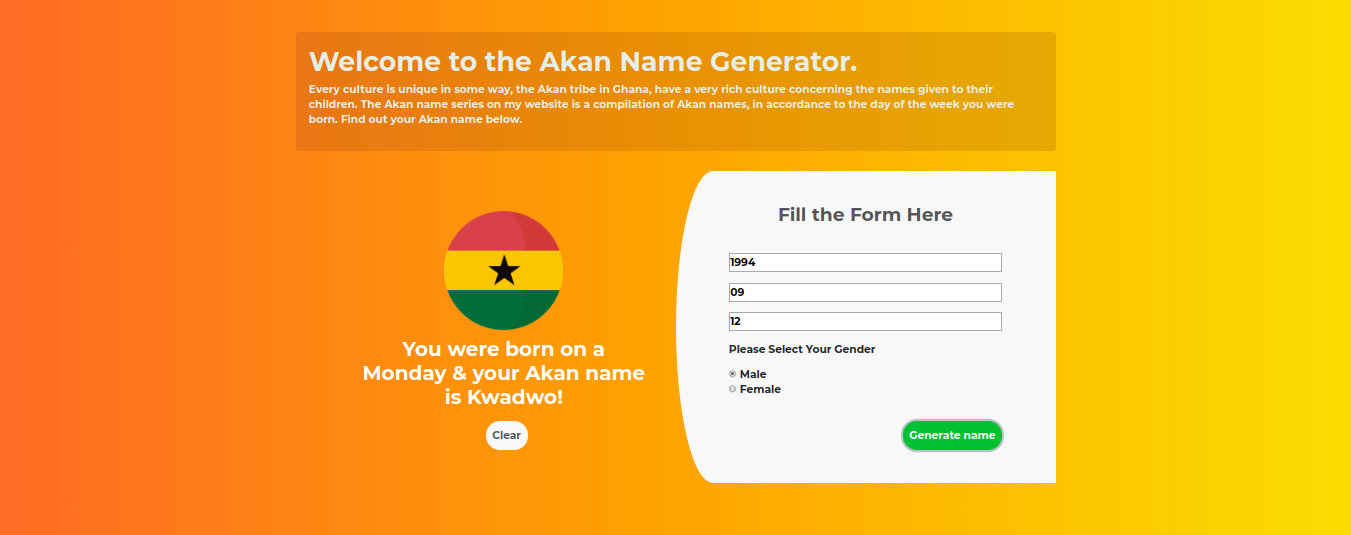 Welcome to the Akan Name Generator.
Every culture is unique in some way, the Akan tribe in Ghana, have a very rich culture concerning the names given to their
children. The Akan name series on my website is a compilation of Akan names, in accordance to the day of the week you were
born. Find out your Akan name below.
You were born on a
Monday & your Akan name
is Kwadwo!
Clear
Fill the Form Here
1994
09
12
Please Select Your Gender
Male
Female
Generate name